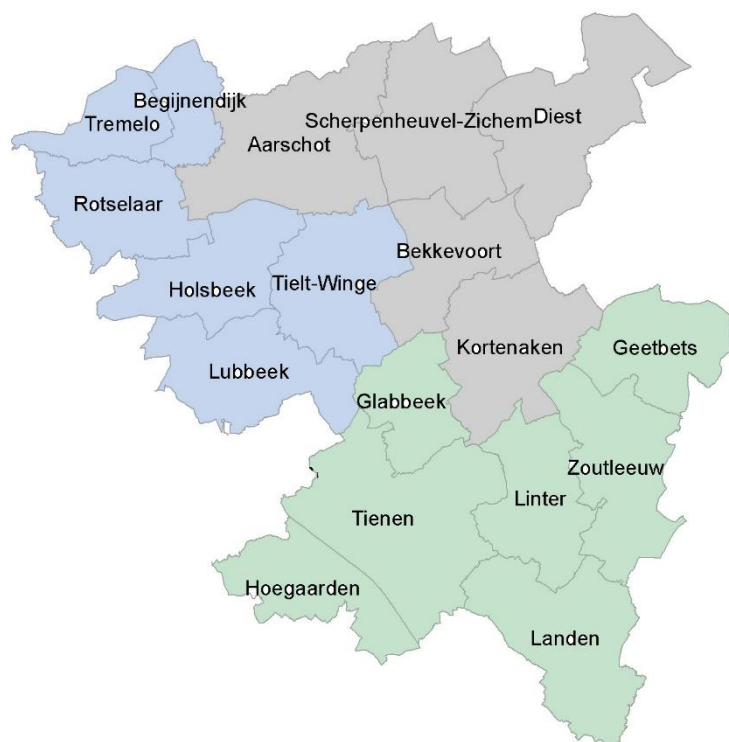 Begijnendijk
Tremelo
Scherpenheuvel-Zichem
Diest
Aarschot
Rotselaar
Bekkevoort
Holsbeek
Tielt-Winge
Kortenaken
Geetbets
Lubbeek
Glabbeek
Zoutleeuw
Linter
Tienen
Hoegaarden
Landen